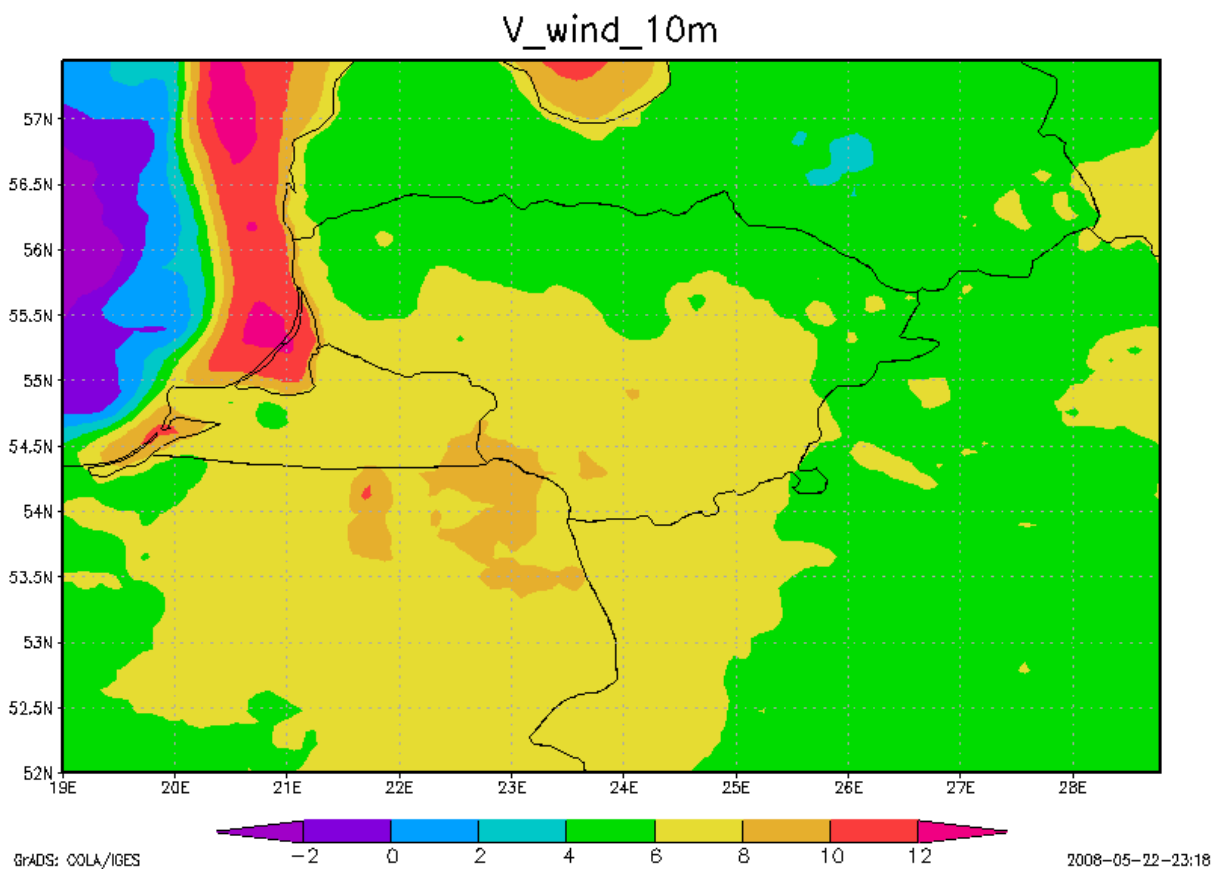 V_wind_10m
57N
56.5N
56N
55.5N
55N
54.5N
54N
53.5N
53N
52.5N
52N
19E 20E 21E 22E 23E 24E 25E 26E 27E 28E
-2 0 2 4 6 8 10 12
GrADS: COLA/IGES 2008-05-22-23:18